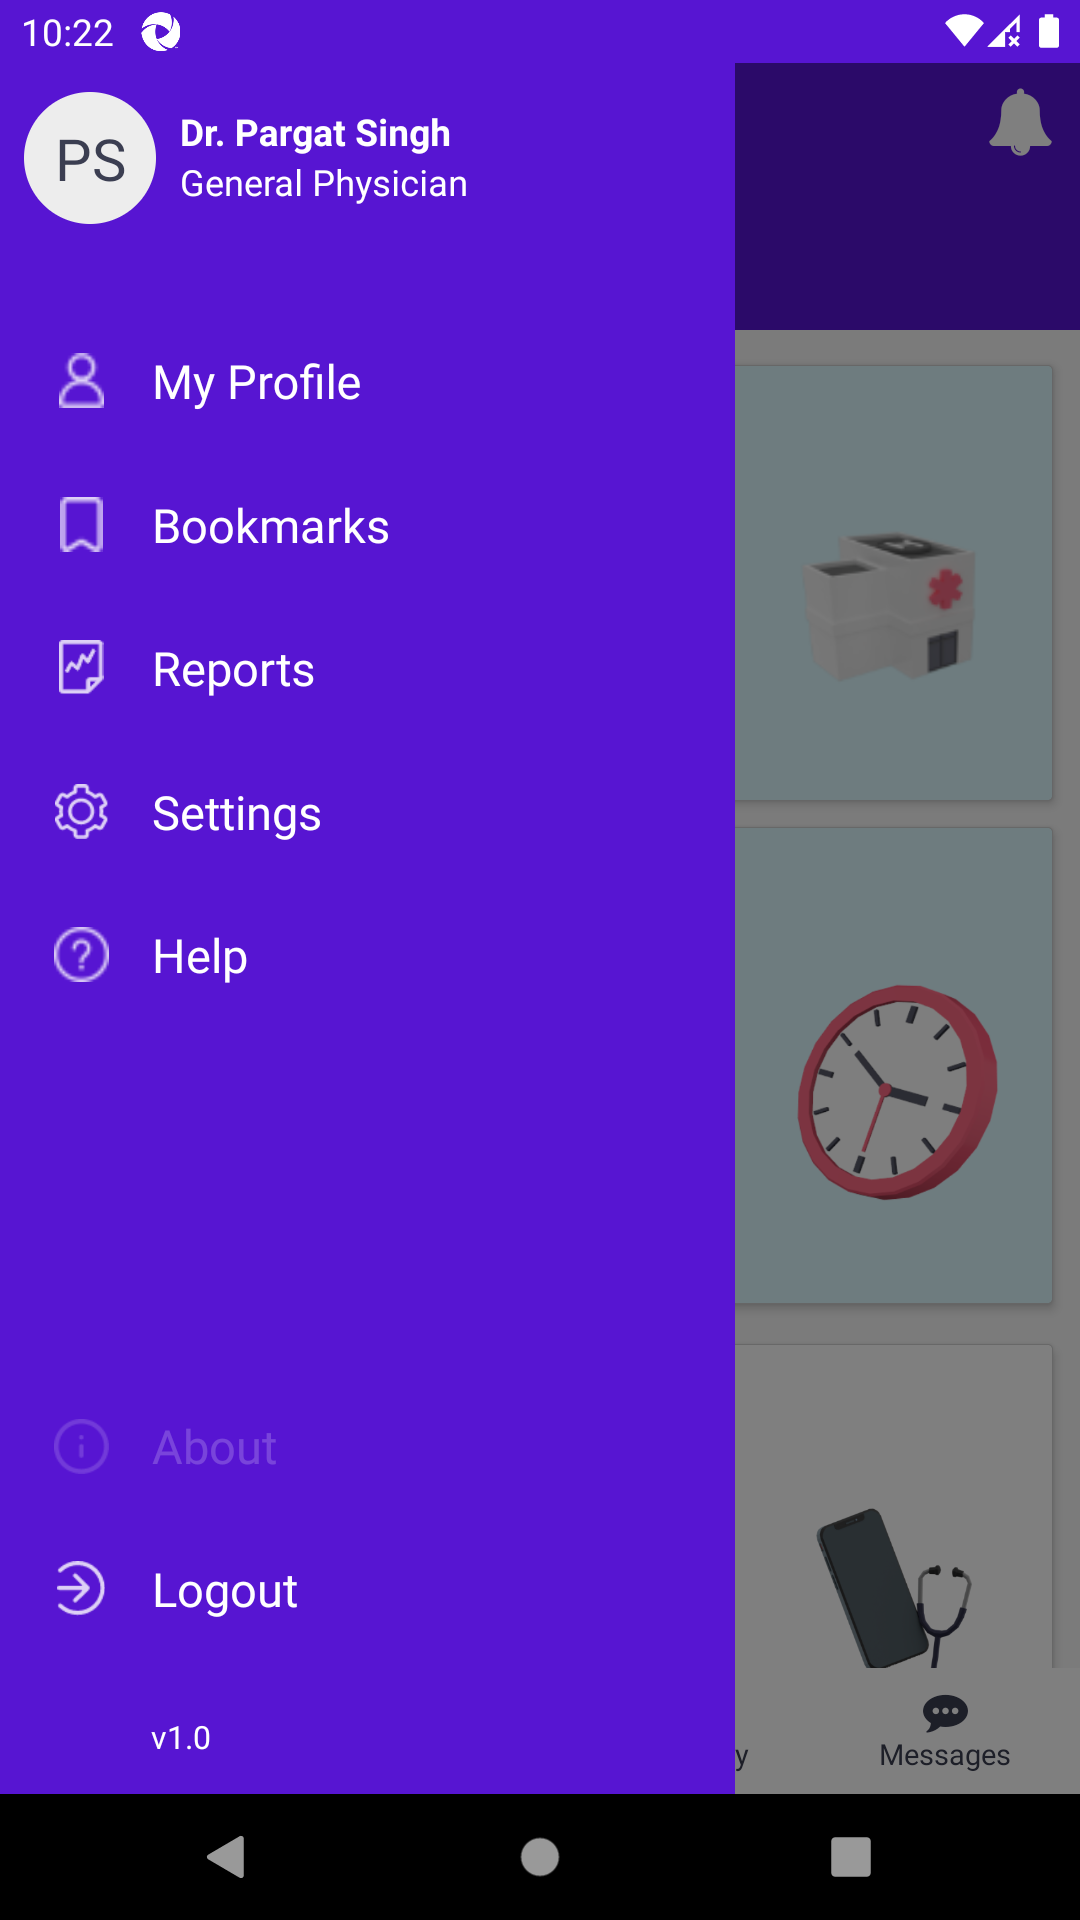 10:22
PS
Dr. Pargat Singh
General Physician
My Profile
Bookmarks
Reports
Settings
Help
About
Logout
v1.0
y
Messages